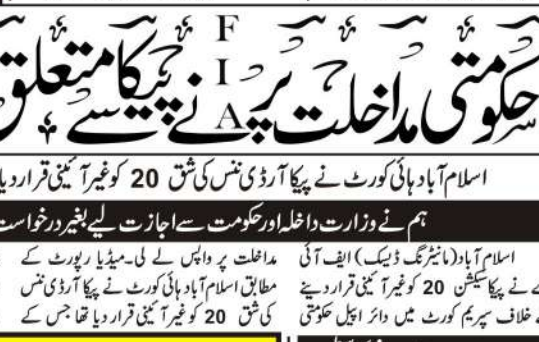 حکومتی مداخلت پر FIA نے پیکا سے متعلق
اسلام آباد ہائی کورٹ نے پیکا آرڈی ننس کی شق 20 کو غیر آئینی قرار دیا
ہم نے وزارت داخلہ اور حکومت سے اجازت لیے بغیر درخواست
اسلام آباد (مانیٹرنگ ڈیسک) ایف آئی
نے پیکا سیکشن 20 کو غیر آئینی قرار دینے
خلاف سپریم کورٹ میں دائر اپیل حکومتی
مداخلت پر واپس لے لی۔ میڈیا رپورٹ کے
مطابق اسلام آباد ہائی کورٹ نے پیکا آرڈی ننس
کی شق 20 کو غیر آئینی قرار دیا تھا جس کے